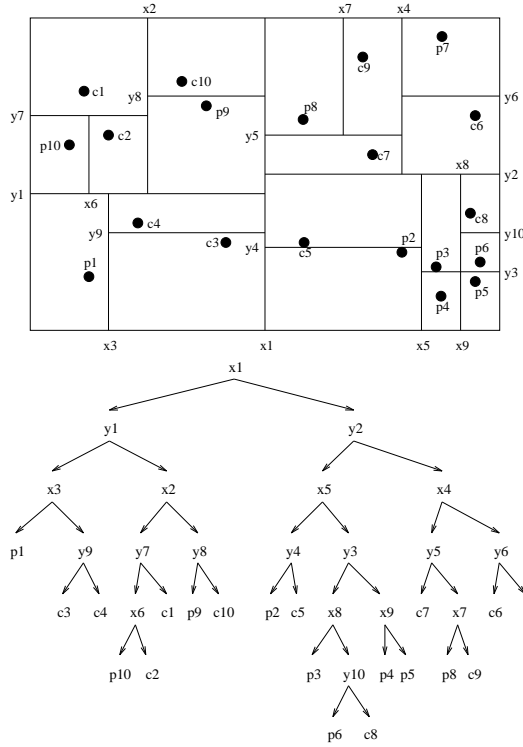 x2 x7 x4
p7
c9
c1 c10
y8 y6
p9 p8
y7 c6
c2 y5
p10 c7
x8
y2
y1
x6
c4 c8
y9 p2 y10
c3 y4
c5 p3 p6
p1 y3
p5
p4
x3 x1 x5 x9
x1
y1 y2
x3 x2 x5 x4
p1 y9 y7 y8 y4 y3 y5 y6
c3 c4 x6 c1 p9 c10 p2 c5 x8 x9 c7 x7 c6
p10 c2 p3 y10 p4 p5 p8 c9
p6 c8